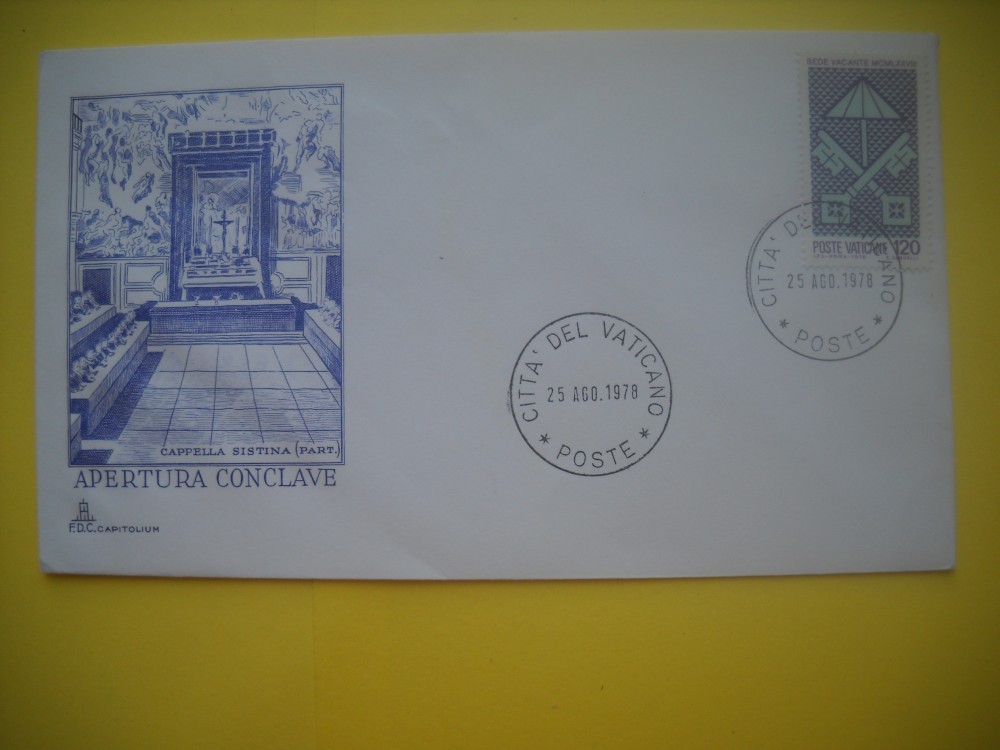 CAPPELLA SISTINA (PART.)
APERTURA CONCLAVE
F.D.C. CAPITOLIUM
SEDE VACANTE MCMLXXVIII
POSTE VATICANE 120
CITTA' DEL VATICANO
25 AGO. 1978
* POSTE *
CITTA' DEL VATICANO
25 AGO. 1978
* POSTE *